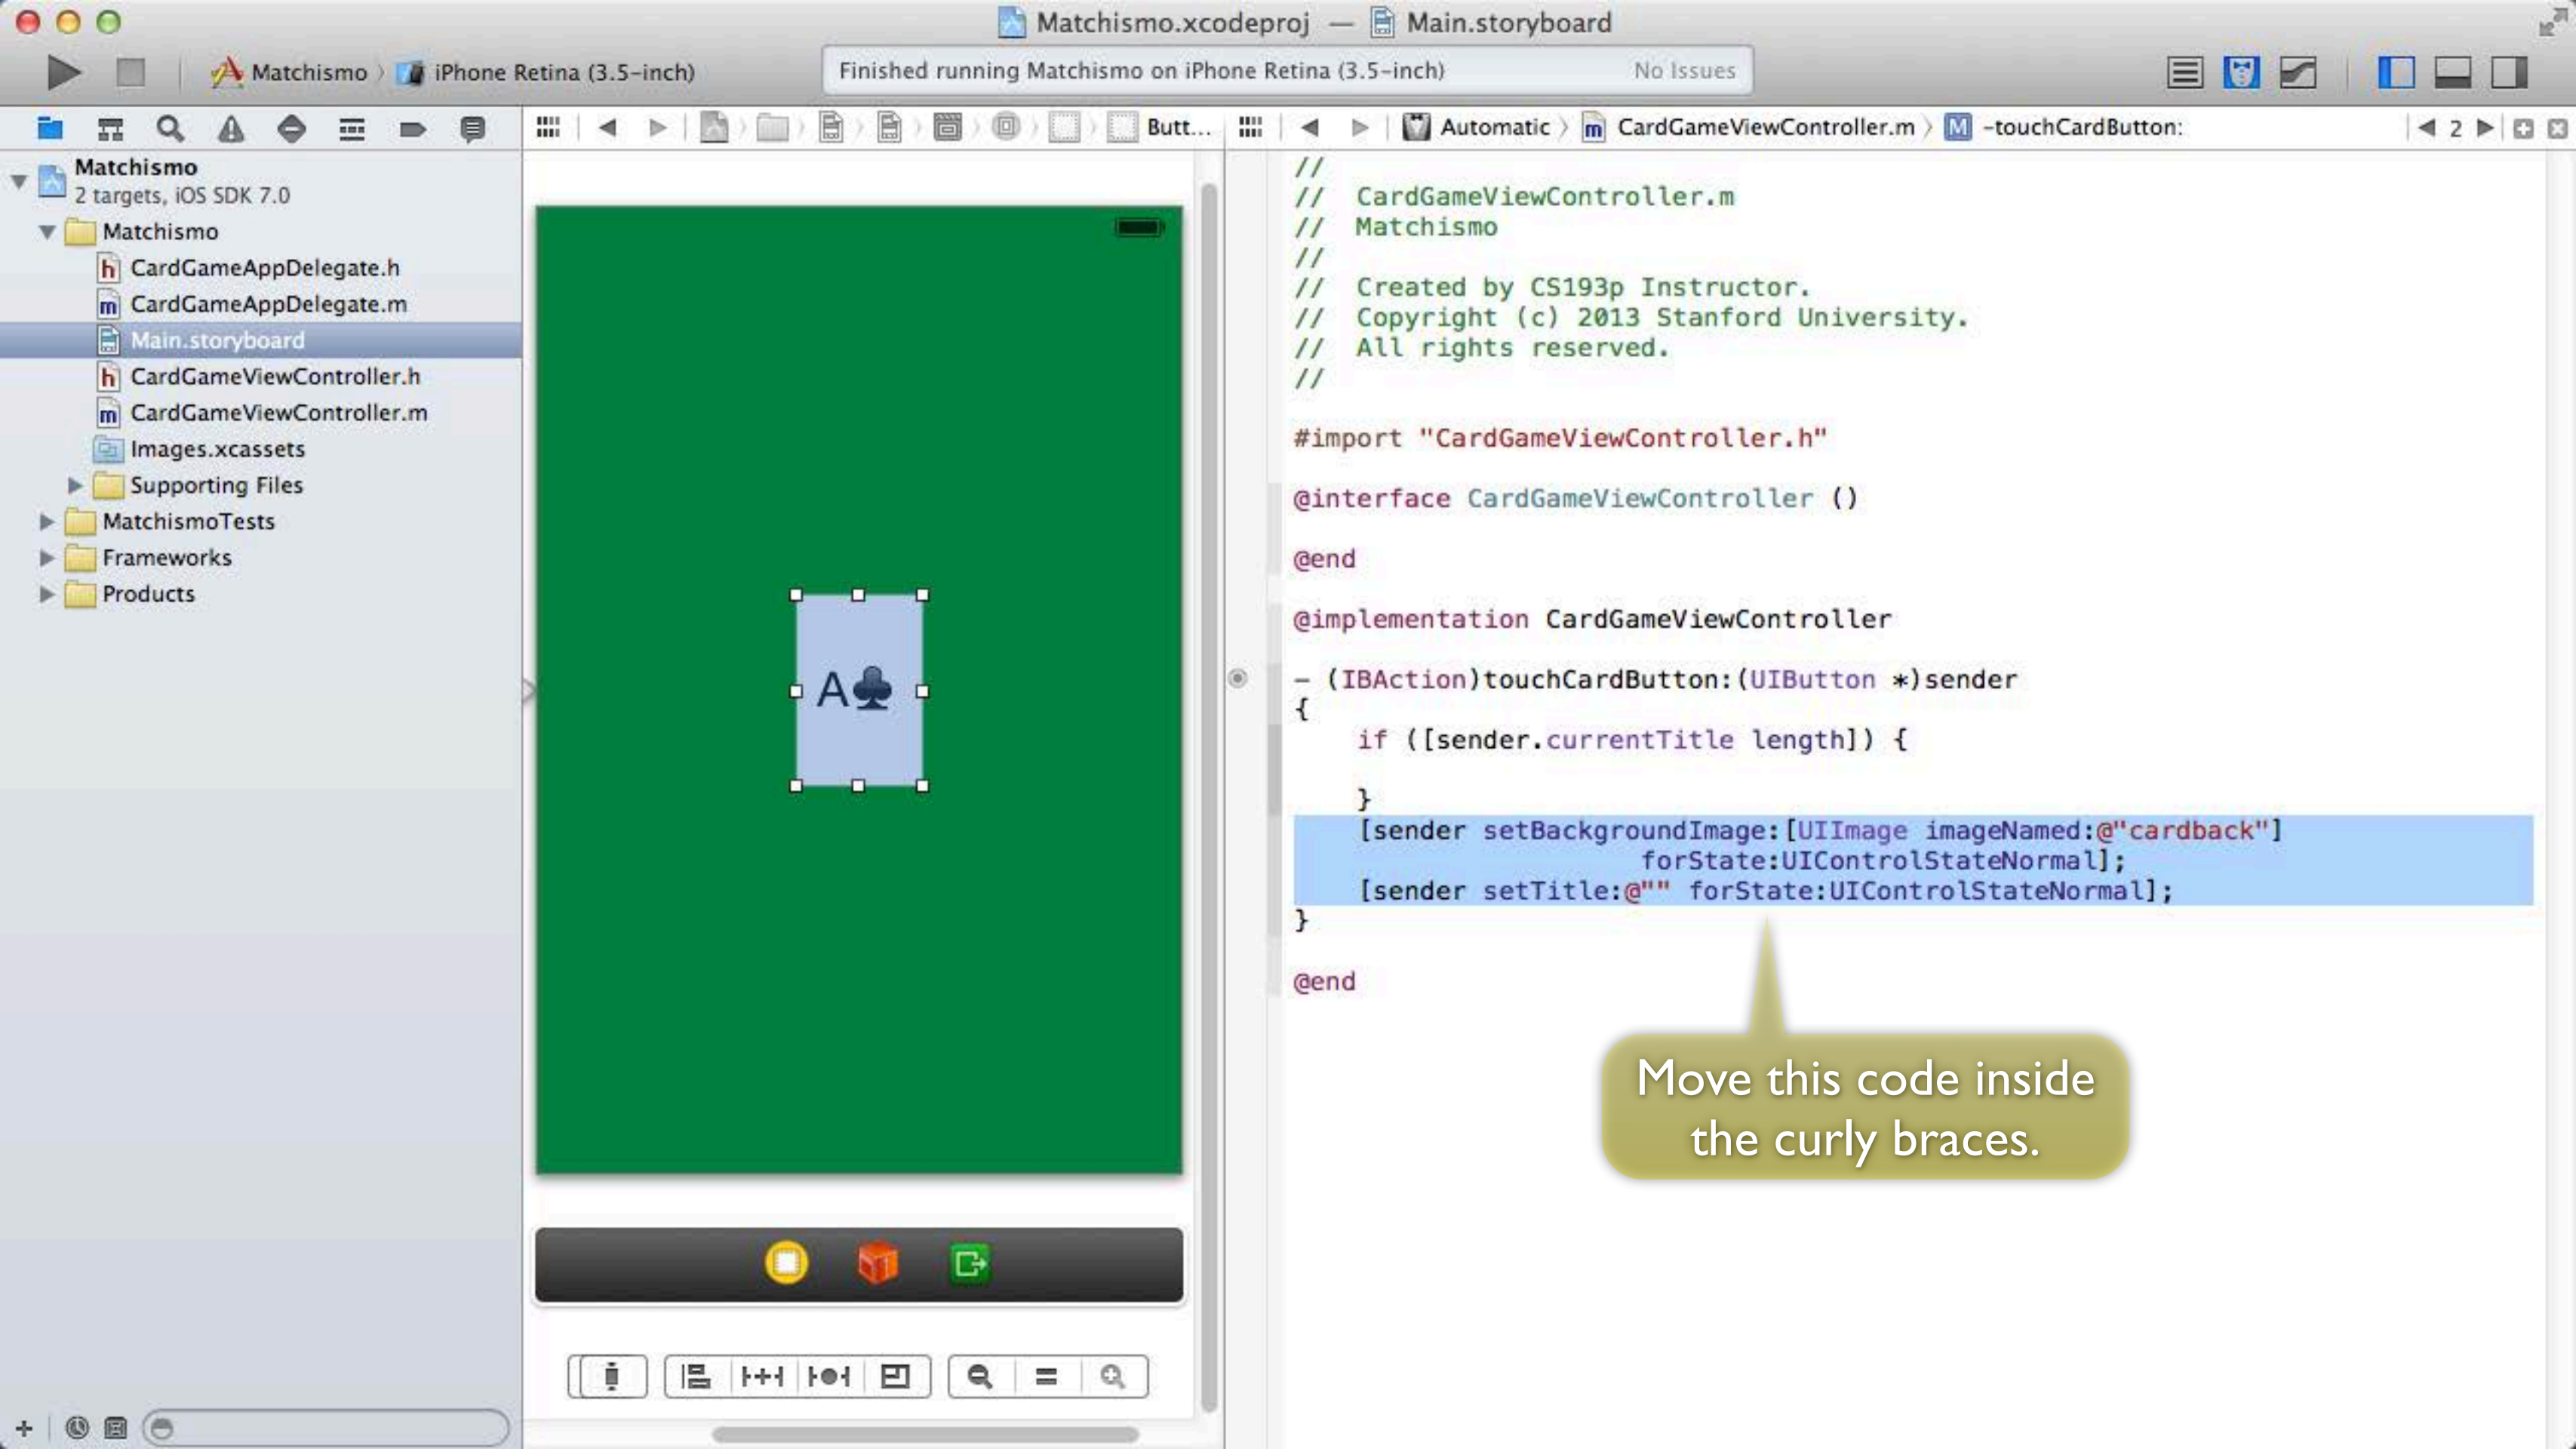 Matchismo.xcodeproj — Main.storyboard
Matchismo 〉 iPhone Retina (3.5-inch)
Finished running Matchismo on iPhone Retina (3.5-inch)
No Issues
Butt...
Automatic 〉 m CardGameViewController.m 〉 M -touchCardButton:
2
Matchismo
2 targets, iOS SDK 7.0
Matchismo
h CardGameAppDelegate.h
m CardGameAppDelegate.m
Main.storyboard
h CardGameViewController.h
m CardGameViewController.m
Images.xcassets
Supporting Files
MatchismoTests
Frameworks
Products
A♣
//
//  CardGameViewController.m
//  Matchismo
//
//  Created by CS193p Instructor.
//  Copyright (c) 2013 Stanford University.
//  All rights reserved.
//
#import "CardGameViewController.h"
@interface CardGameViewController ()
@end
@implementation CardGameViewController
- (IBAction)touchCardButton:(UIButton *)sender
{
    if ([sender.currentTitle length]) {
    }
    [sender setBackgroundImage:[UIImage imageNamed:@"cardback"]
                      forState:UIControlStateNormal];
    [sender setTitle:@"" forState:UIControlStateNormal];
}
@end
Move this code inside
the curly braces.